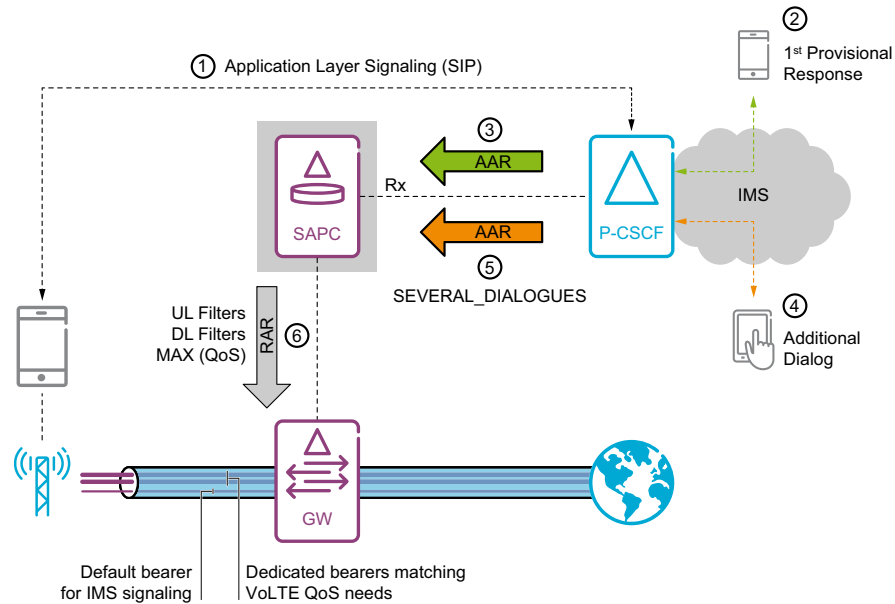 2
1st Provisional
Response
1 Application Layer Signaling (SIP)
3
AAR
Rx
SAPC
P-CSCF
IMS
AAR
5
SEVERAL_DIALOGUES
4
Additional
Dialog
UL Filters
DL Filters
MAX (QoS)
RAR
6
GW
Default bearer
for IMS signaling
Dedicated bearers matching
VoLTE QoS needs